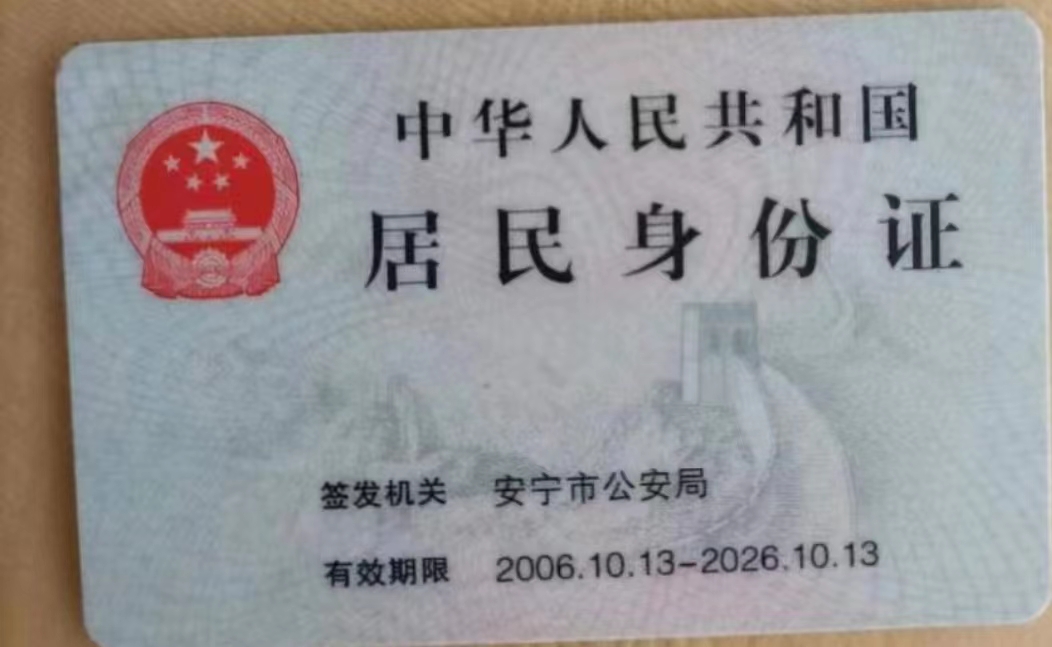 中华人民共和国
居民身份证
签发机关 安宁市公安局
有效期限 2006.10.13-2026.10.13